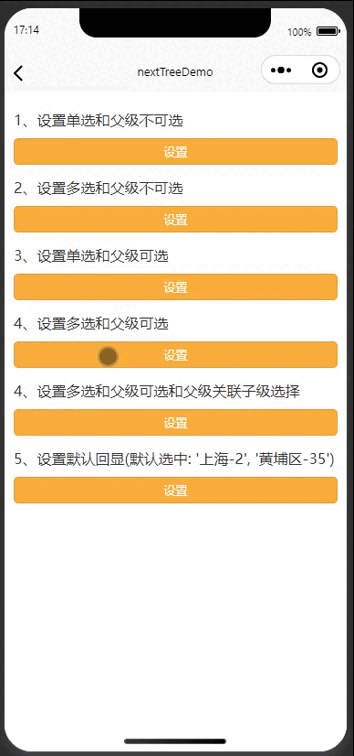 17:14
100%
nextTreeDemo
1、设置单选和父级不可选
设置
2、设置多选和父级不可选
设置
3、设置单选和父级可选
设置
4、设置多选和父级可选
设置
4、设置多选和父级可选和父级关联子级选择
设置
5、设置默认回显(默认选中: '上海-2', '黄埔区-35')
设置